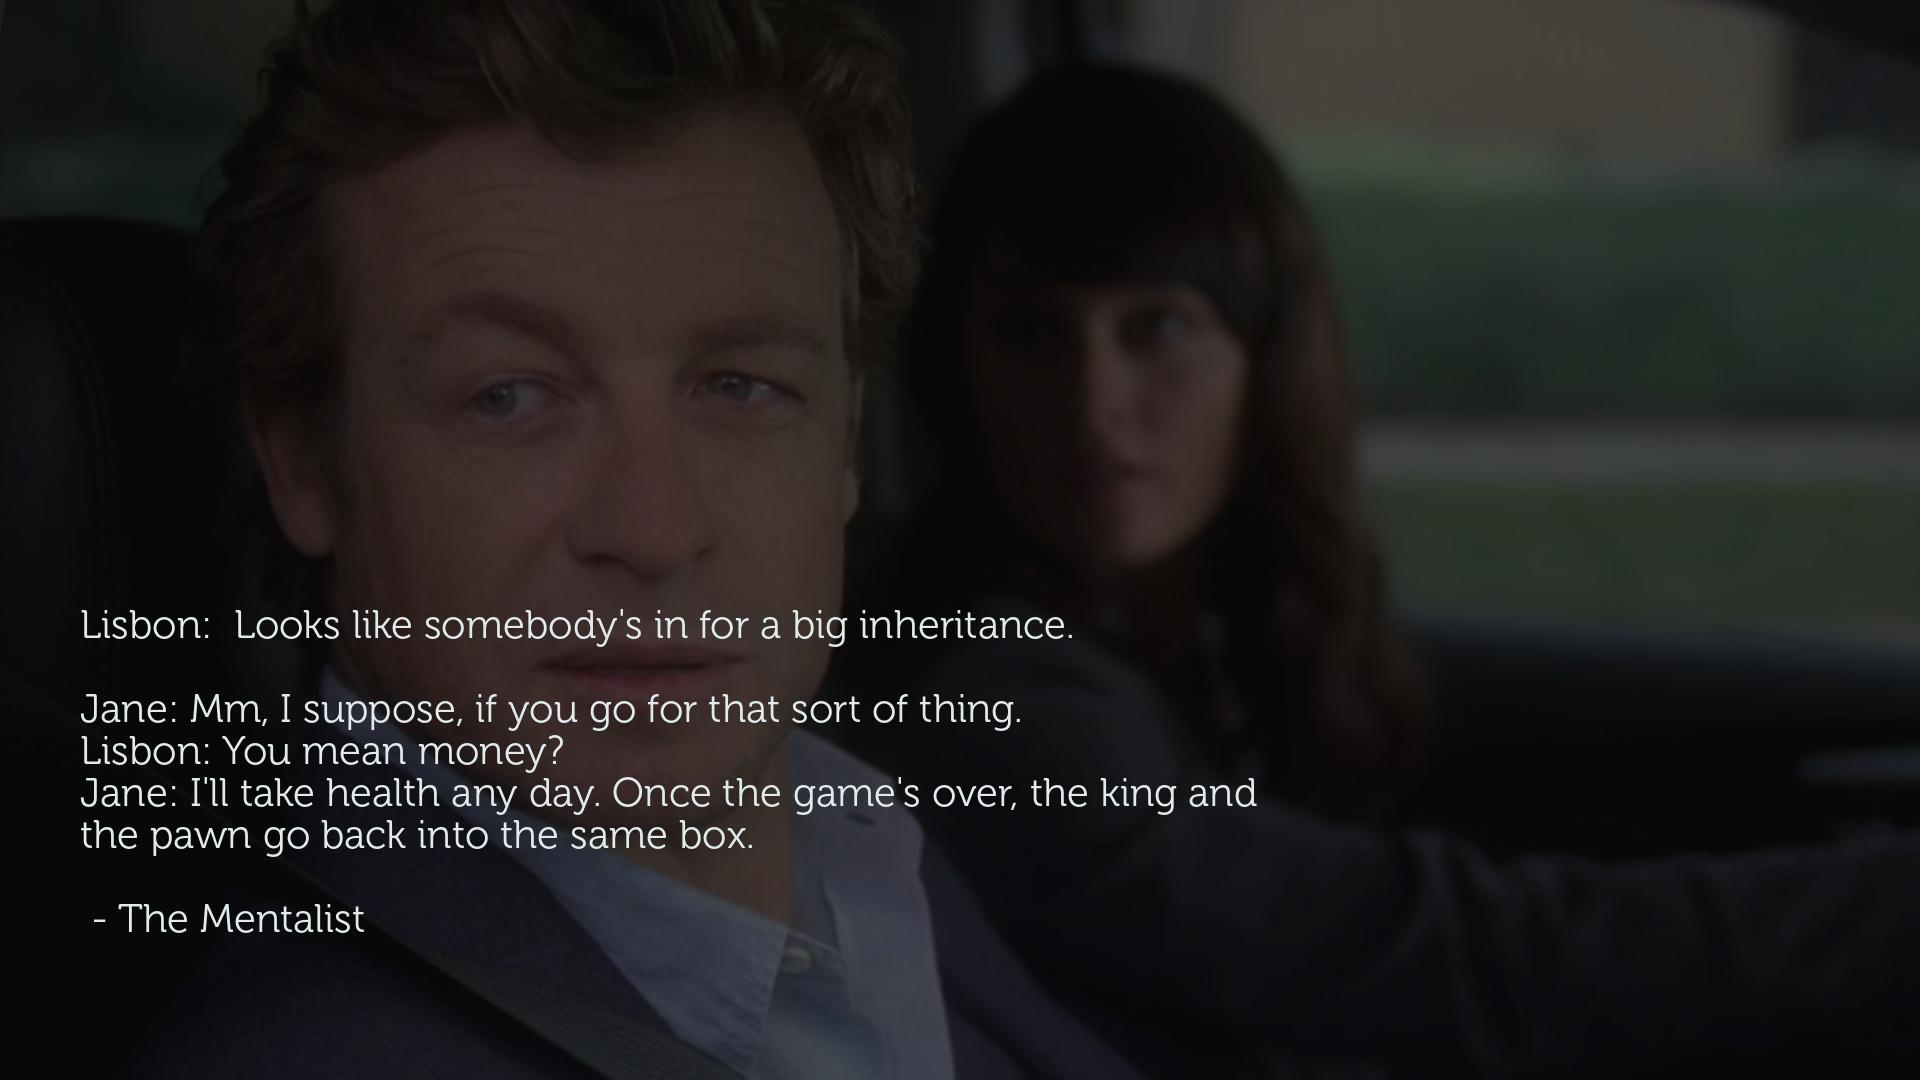 Lisbon:  Looks like somebody's in for a big inheritance.
Jane: Mm, I suppose, if you go for that sort of thing.
Lisbon: You mean money?
Jane: I'll take health any day. Once the game's over, the king and
the pawn go back into the same box.
- The Mentalist